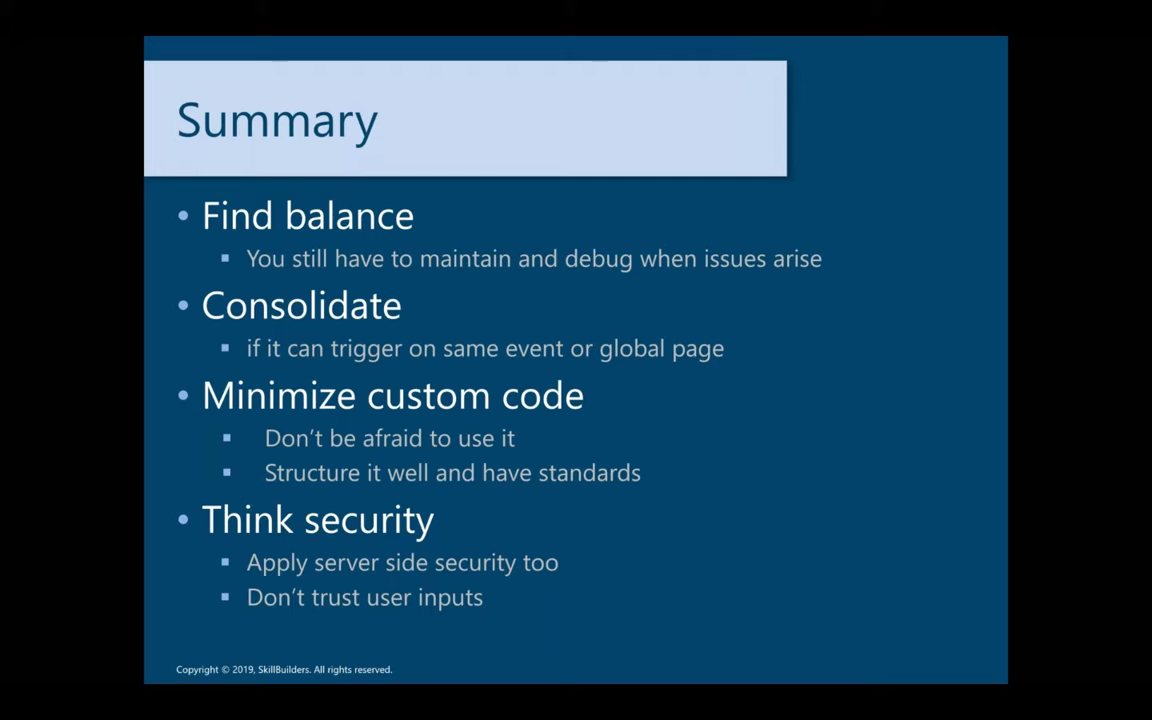 Summary
• Find balance
▪ You still have to maintain and debug when issues arise
• Consolidate
▪ if it can trigger on same event or global page
• Minimize custom code
▪ Don’t be afraid to use it
▪ Structure it well and have standards
• Think security
▪ Apply server side security too
▪ Don’t trust user inputs
Copyright © 2019, SkillBuilders. All rights reserved.